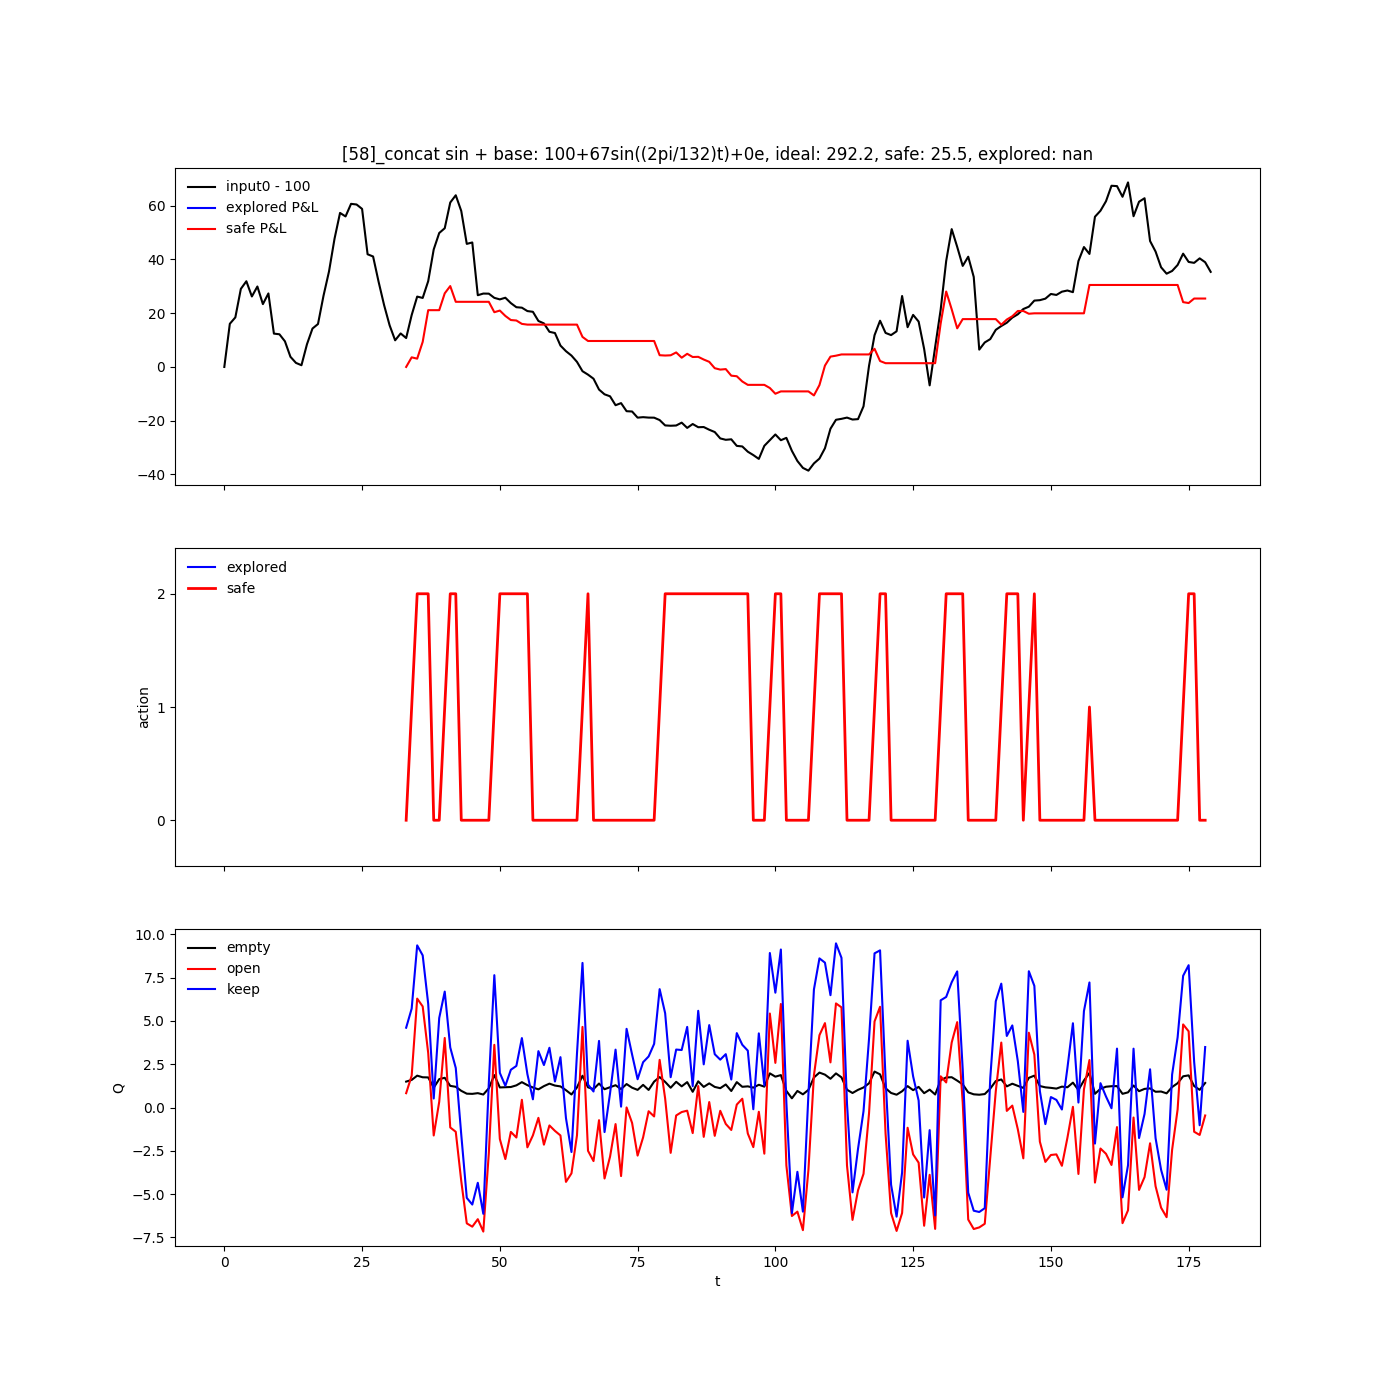 [58]_concat sin + base: 100+67sin((2pi/132)t)+0e, ideal: 292.2, safe: 25.5, explored: nan
input0 - 100
explored P&L
safe P&L
60
40
20
0
−20
−40
explored
safe
2
1
0
action
empty
open
keep
10.0
7.5
5.0
2.5
0.0
−2.5
−5.0
−7.5
Q
0 25 50 75 100 125 150 175
t